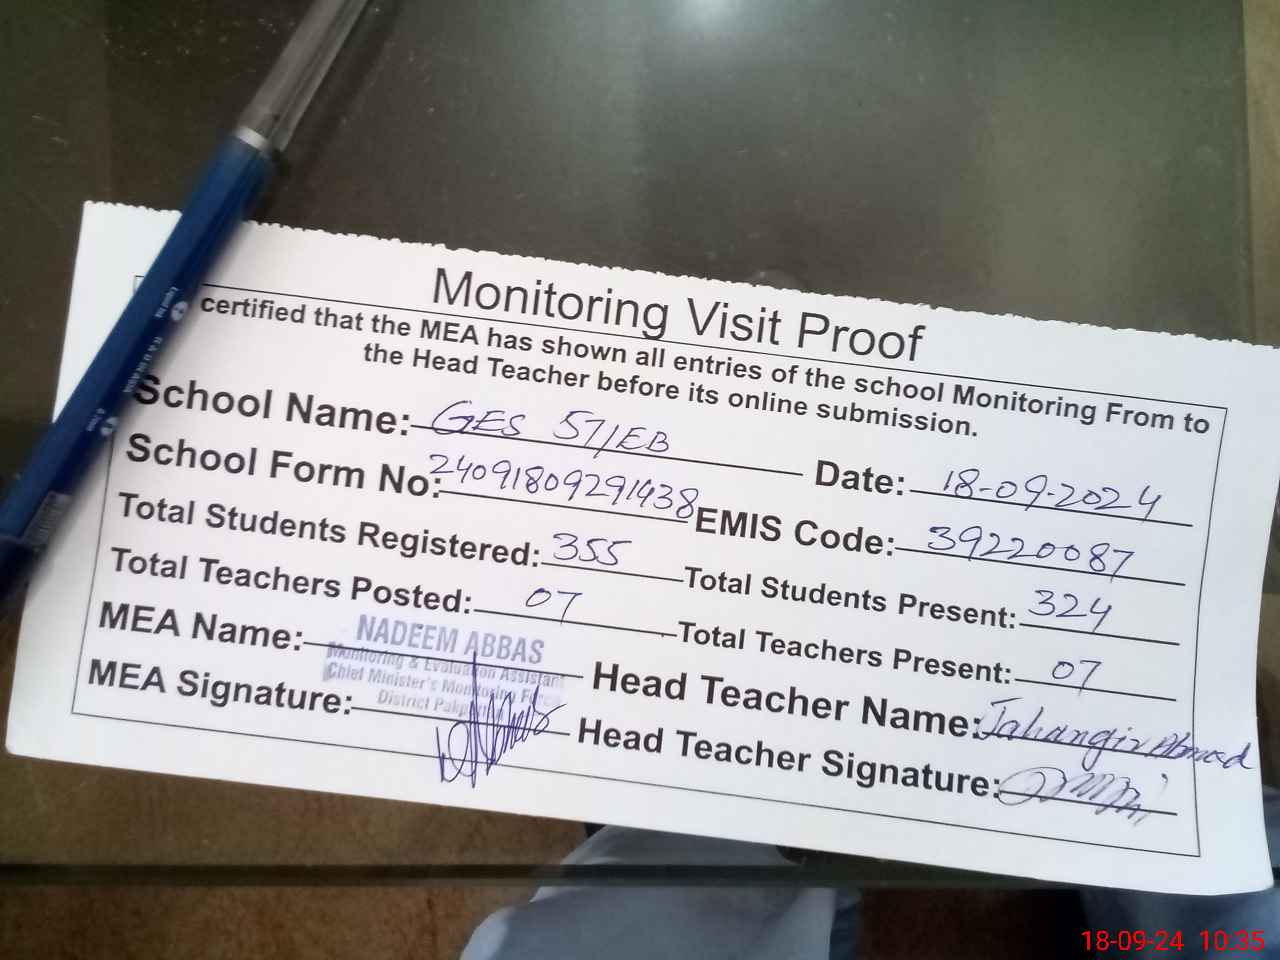 Monitoring Visit Proof
certified that the MEA has shown all entries of the school Monitoring From to
the Head Teacher before its online submission.
School Name: GES 57/EB Date: 18-09-2024
School Form No: 24091809291438 EMIS Code: 39220087
Total Students Registered: 355 Total Students Present: 324
Total Teachers Posted: 07 Total Teachers Present: 07
MEA Name: NADEEM ABBAS
Monitoring & Evaluation Assistant
Chief Minister's Monitoring Force
District
Head Teacher Name: Jahangir Ahmad
MEA Signature: Head Teacher Signature:
18-09-24 10:35